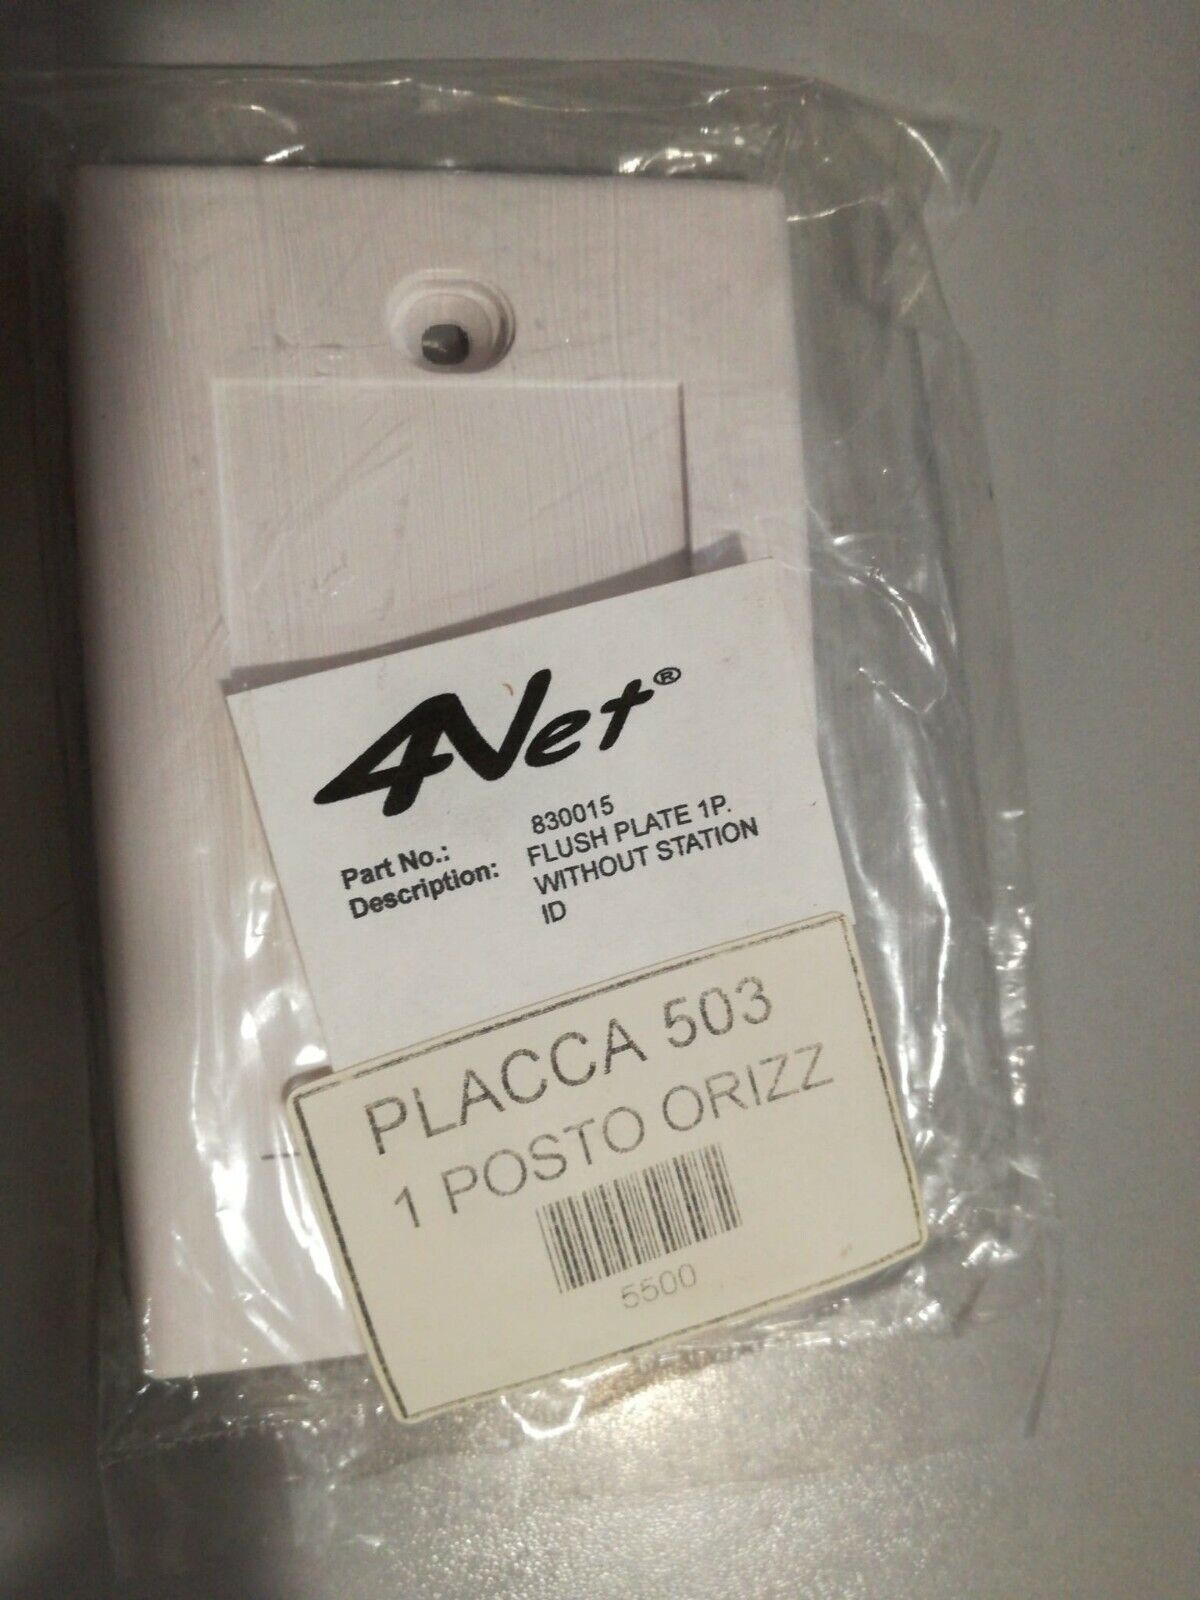 4Net®
Part No.: 830015
Description: FLUSH PLATE 1P.
WITHOUT STATION
ID
PLACCA 503
1 POSTO ORIZZ
5500